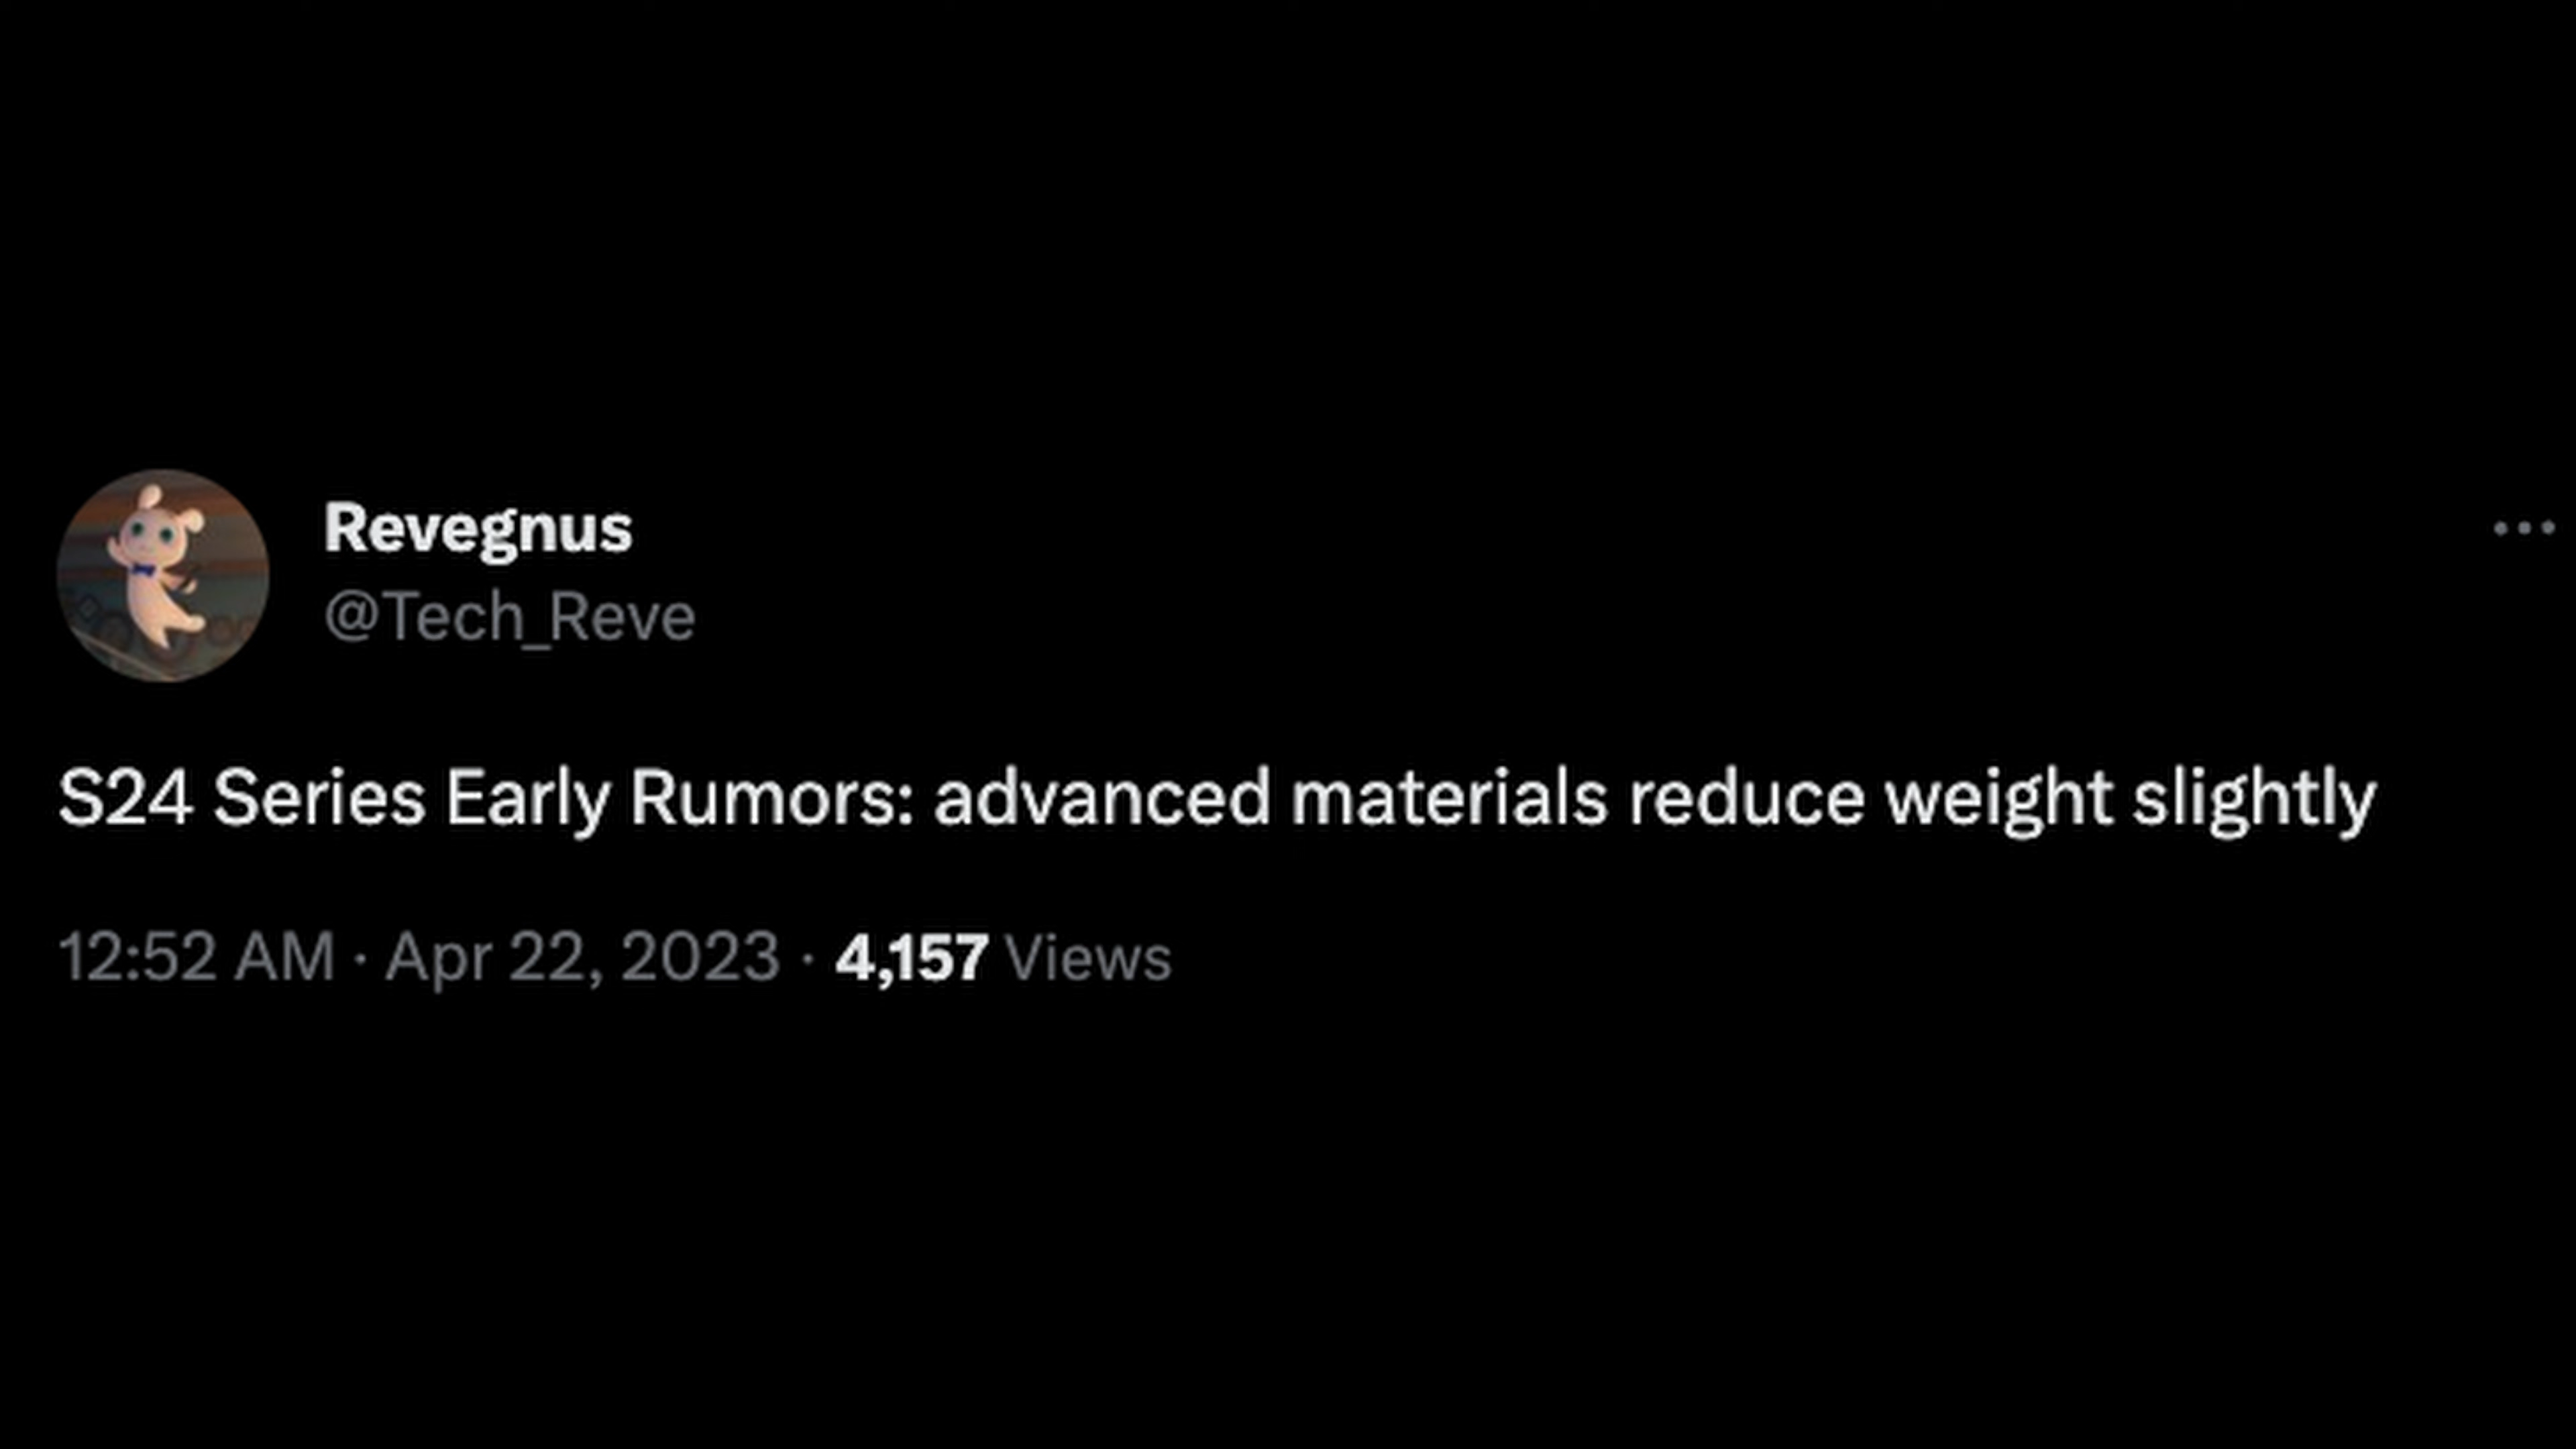 Revegnus
@Tech_Reve
S24 Series Early Rumors: advanced materials reduce weight slightly
12:52 AM · Apr 22, 2023 · 4,157 Views